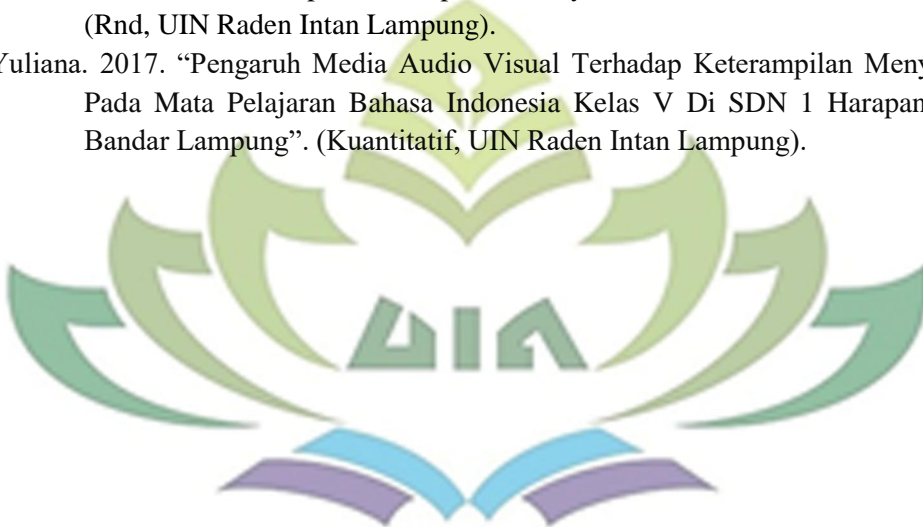 (Rnd, UIN Raden Intan Lampung).
Yuliana. 2017. “Pengaruh Media Audio Visual Terhadap Keterampilan
Pada Mata Pelajaran Bahasa Indonesia Kelas V Di SDN 1 Harapan
Bandar Lampung”. (Kuantitatif, UIN Raden Intan Lampung).
UIN